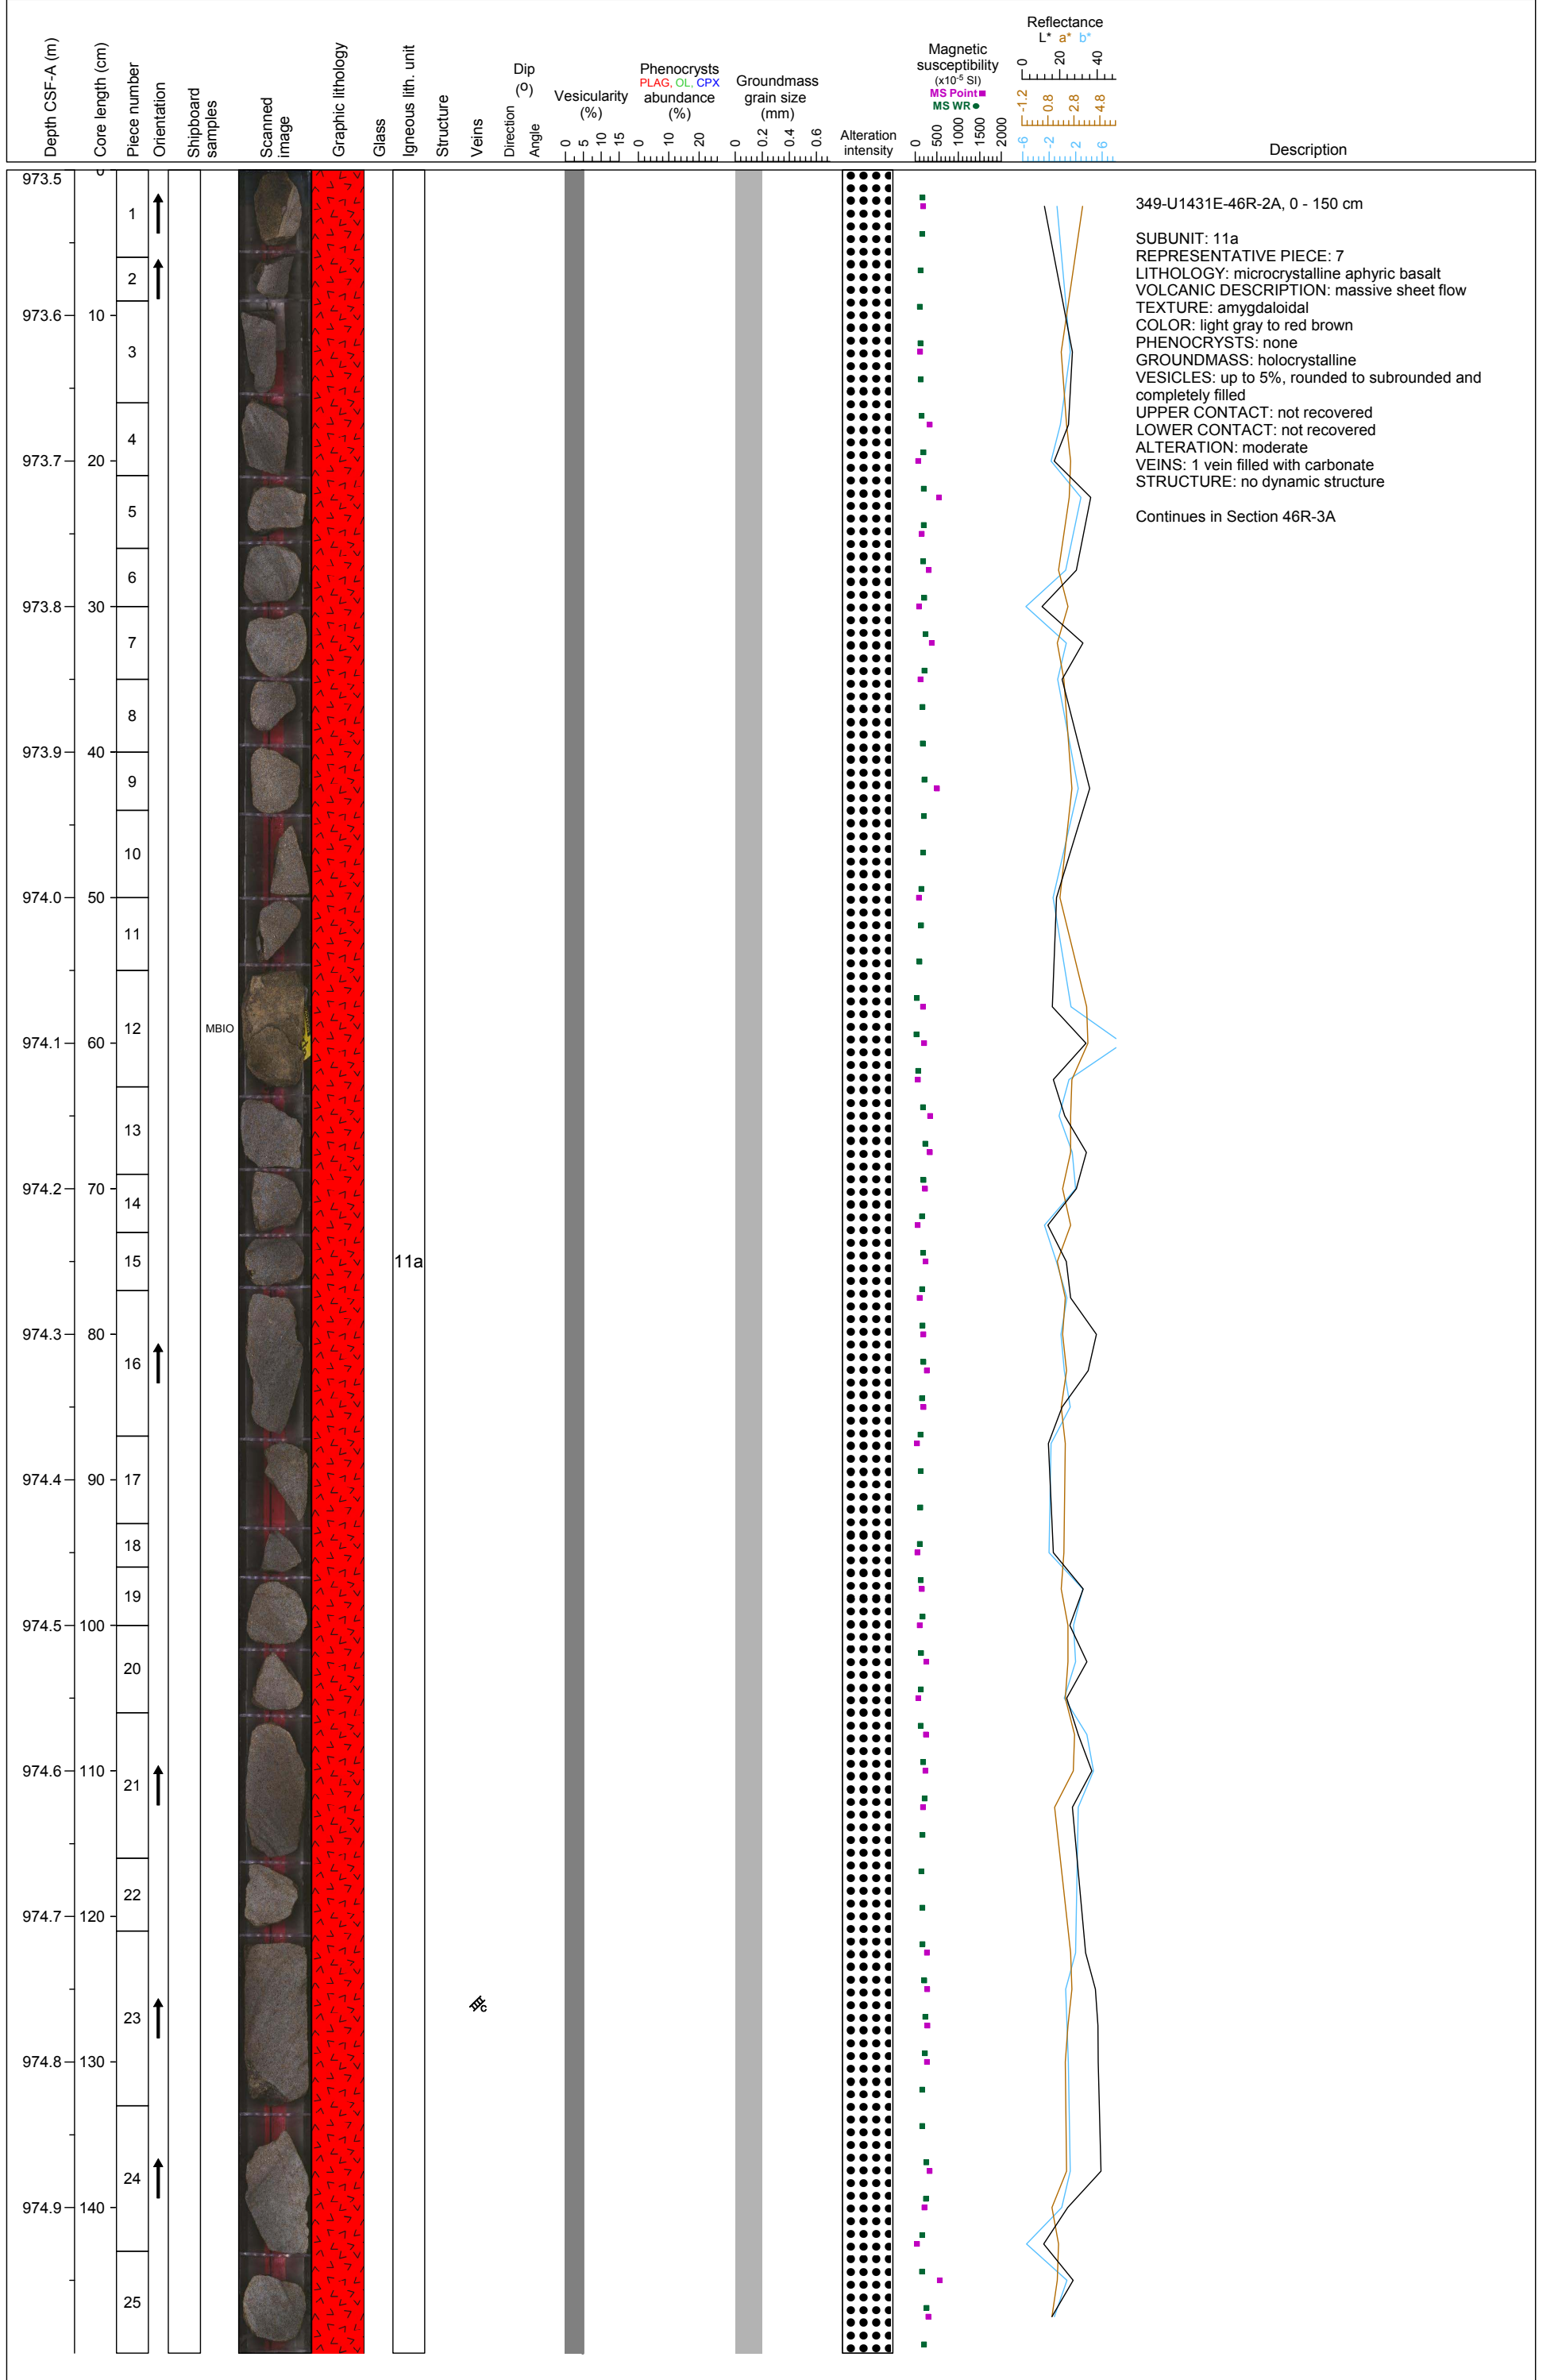 Depth CSF-A (m)
Core length (cm)
Piece number
Orientation
Shipboard
samples
Scanned
image
Graphic lithology
Glass
Igneous lith. unit
Structure
Veins
Dip
(o)
Direction
Angle
Vesicularity
(%)
0 5 10 15
Phenocrysts
PLAG, OL, CPX
abundance
(%)
0 10 20
Groundmass
grain size
(mm)
0 0.2 0.4 0.6
Alteration
intensity
Magnetic
susceptibility
(x10-5 SI)
MS Point
MS WR
0 500 1000 1500 2000
Reflectance
L* a* b*
0 20 40
-1.2 0.8 2.8 4.8
-6 -2 2 6
Description
973.5 0
1
2
973.6 10
3
4
973.7 20
5
6
973.8 30
7
8
973.9 40
9
10
974.0 50
11
12 MBIO
974.1 60
13
974.2 70
14
15 11a
974.3 80
16
974.4 90
17
18
19
974.5 100
20
974.6 110
21
22
974.7 120
23 c
974.8 130
24
974.9 140
25
349-U1431E-46R-2A, 0 - 150 cm
SUBUNIT: 11a
REPRESENTATIVE PIECE: 7
LITHOLOGY: microcrystalline aphyric basalt
VOLCANIC DESCRIPTION: massive sheet flow
TEXTURE: amygdaloidal
COLOR: light gray to red brown
PHENOCRYSTS: none
GROUNDMASS: holocrystalline
VESICLES: up to 5%, rounded to subrounded and
completely filled
UPPER CONTACT: not recovered
LOWER CONTACT: not recovered
ALTERATION: moderate
VEINS: 1 vein filled with carbonate
STRUCTURE: no dynamic structure
Continues in Section 46R-3A